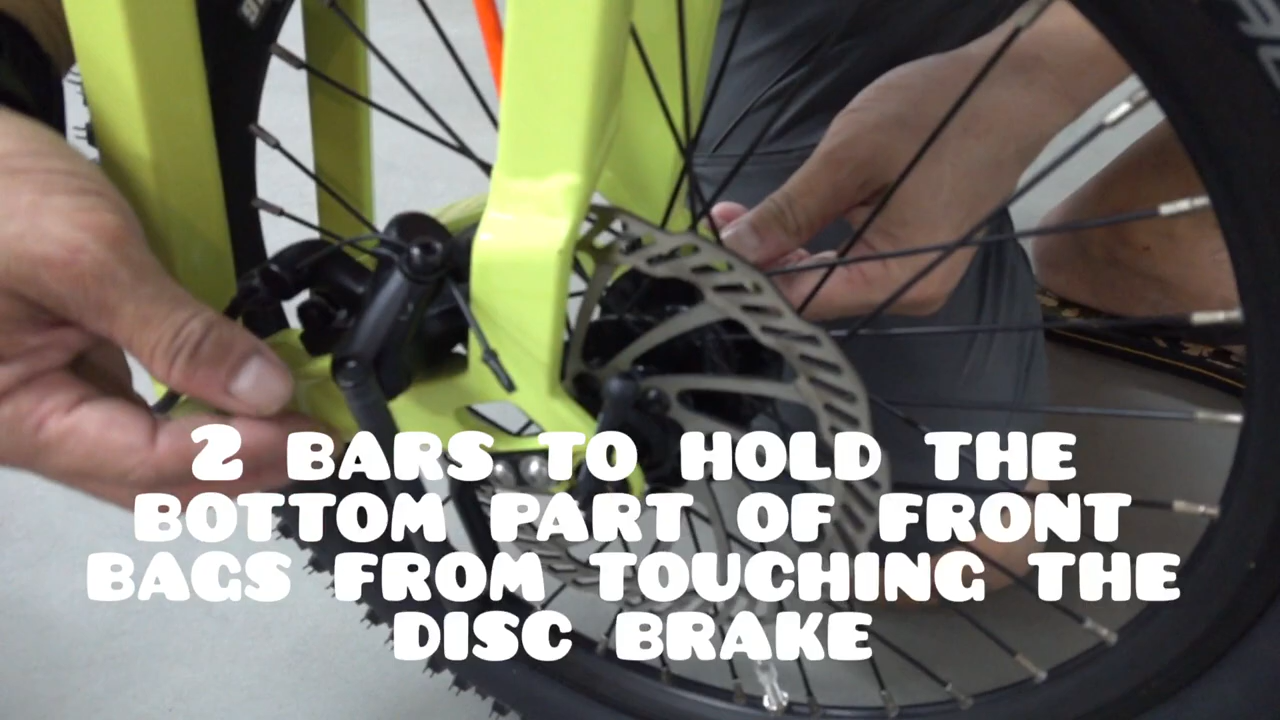 2 BARS TO HOLD THE
BOTTOM PART OF FRONT
BAGS FROM TOUCHING THE
DISC BRAKE